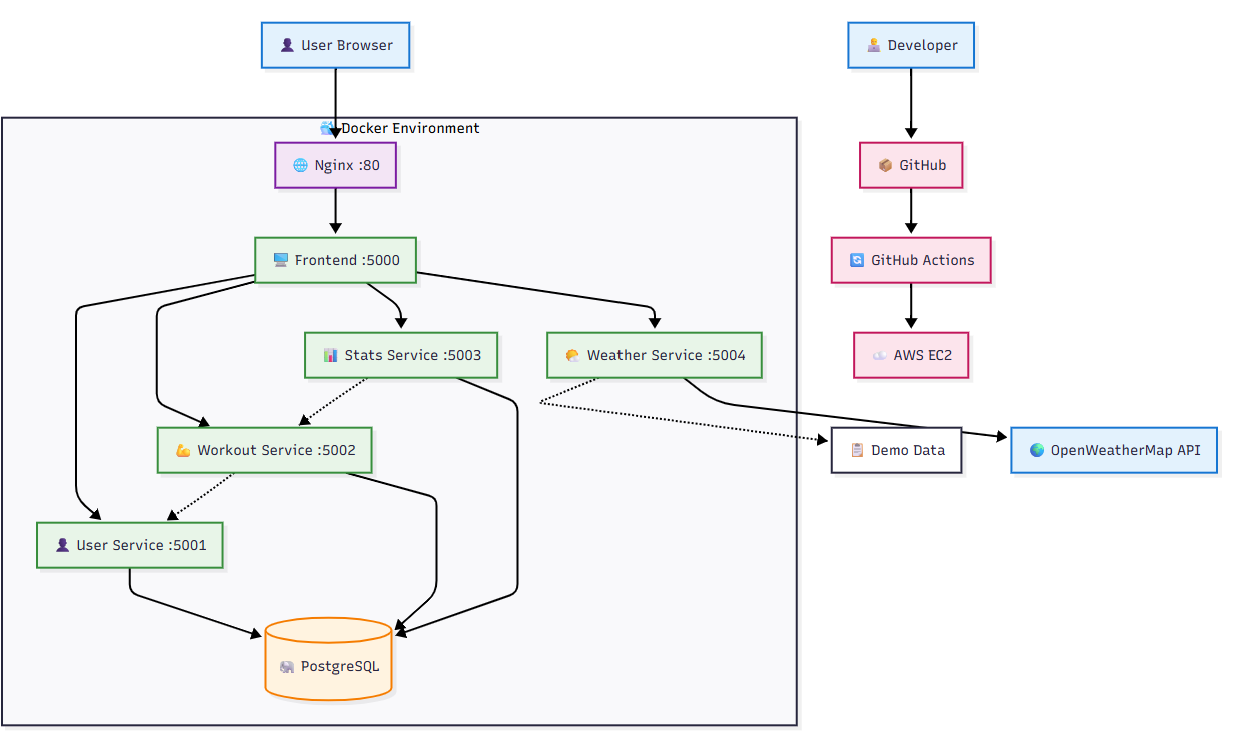 User Browser
Developer
Docker Environment
Nginx :80
GitHub
Frontend :5000
GitHub Actions
Stats Service :5003
Weather Service :5004
AWS EC2
Workout Service :5002
Demo Data
OpenWeatherMap API
User Service :5001
PostgreSQL